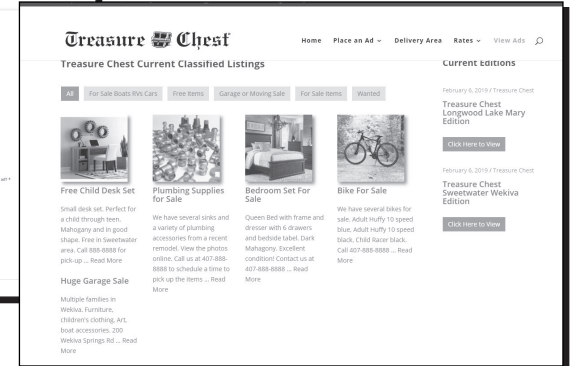 Treasure Chest
Home Place an Ad Delivery Area Rates View Ads
Treasure Chest Current Classified Listings
All For Sale Boats RVs Cars Free Items Garage or Moving Sale For Sale Items Wanted
Free Child Desk Set
Small desk set. Perfect for
a child through teen.
Mahogany and in good
shape. Free in Sweetwater
area. Call 888-8888 for
pick-up ... Read More
Plumbing Supplies
for Sale
We have several sinks and
a variety of plumbing
accessories from a recent
remodel. View the photos
online. Call us at 407-888-
8888 to schedule a time to
pick up the items ... Read
More
Bedroom Set For
Sale
Queen Bed with frame and
dresser with 6 drawers
and bedside tabel. Dark
Mahagony. Excellent
condition! Contact us at
407-888-8888 ... Read
More
Bike For Sale
We have several bikes for
sale. Adult Huffy 10 speed
blue, Adult Huffy 10 speed
black, Child Racer black.
Call 407-888-8888 ... Read
More
Huge Garage Sale
Multiple families in
Wekiva. Furniture,
children's clothing, Art,
boat accessories. 200
Wekiva Springs Rd ... Read
More
Current Editions
February 6, 2019 / Treasure Chest
Treasure Chest
Longwood Lake Mary
Edition
Click Here to View
February 6, 2019 / Treasure Chest
Treasure Chest
Sweetwater Wekiva
Edition
Click Here to View